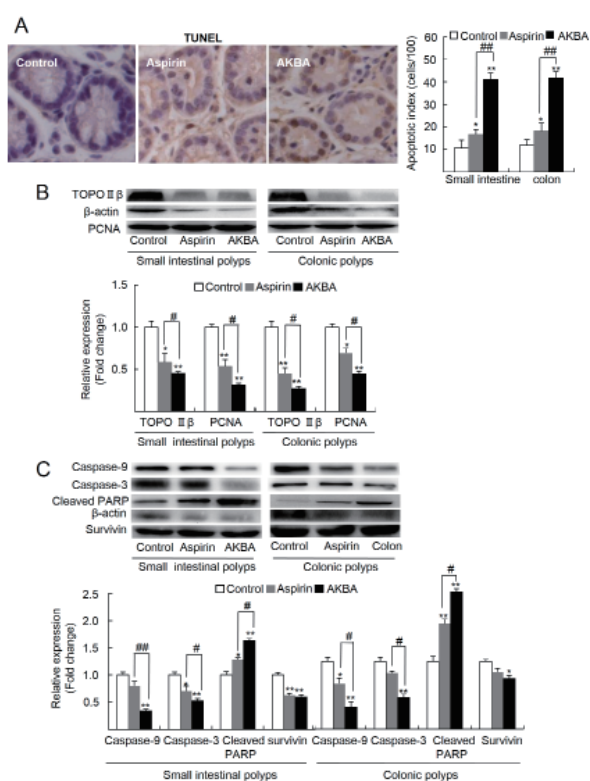 A
TUNEL
Control
Aspirin
AKBA
Control Aspirin AKBA
Apoptotic index (cells/100)
60
50
40
30
20
10
##
##
*
**
*
**
Small intestine colon
B
TOPO Ⅱ β
β-actin
PCNA
Control Aspirin AKBA
Control Aspirin AKBA
Small intestinal polyps
Colonic polyps
Control Aspirin AKBA
Relative expression
(Fold change)
1.5
1.0
0.5
# # # #
* ** ** ** ** ** * **
TOPO Ⅱ β PCNA TOPO Ⅱ β PCNA
Small intestinal polyps Colonic polyps
C
Caspase-9
Caspase-3
Cleaved PARP
β-actin
Survivin
Control Aspirin AKBA
Control Aspirin Colon
Small intestinal polyps
Colonic polyps
Control Aspirin AKBA
Relative expression
(Fold change)
2.5
2.0
1.5
1.0
0.5
## # # # # #
** * ** * ** ** ** * ** ** ** ** *
Caspase-9 Caspase-3 Cleaved survivin Caspase-9 Caspase-3 Cleaved Survivin
PARP PARP
Small intestinal polyps Colonic polyps